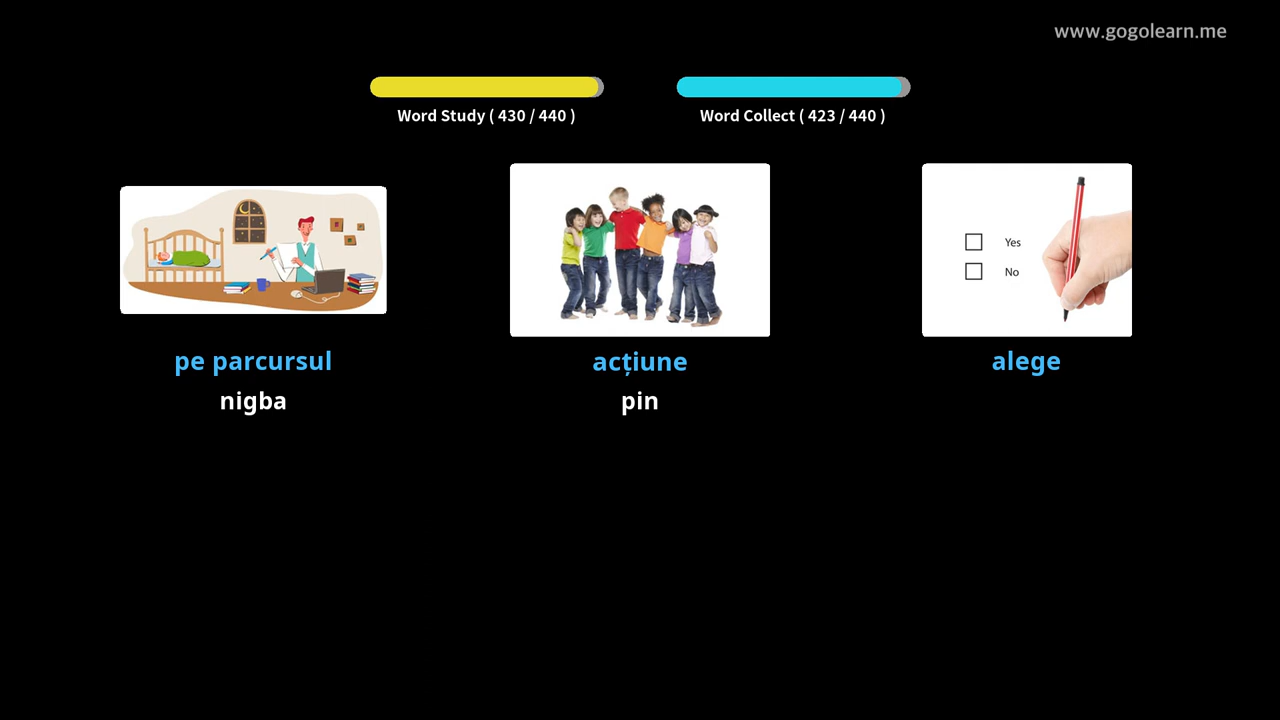 www.gogolearn.me
Word Study ( 430 / 440 )
Word Collect ( 423 / 440 )
Yes
No
pe parcursul
acțiune
alege
nigba
pin